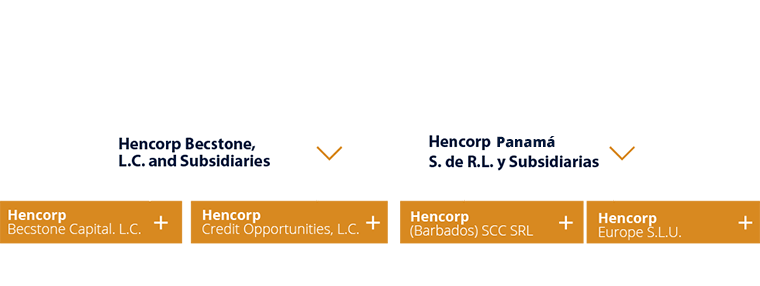 Hencorp Becstone,
L.C. and Subsidiaries
Hencorp Panamá
S. de R.L. y Subsidiarias
Hencorp
Becstone Capital. L.C.
Hencorp
Credit Opportunities, L.C.
Hencorp
(Barbados) SCC SRL
Hencorp
Europe S.L.U.